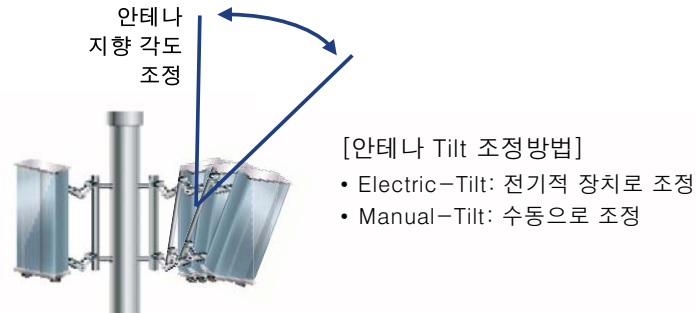 안테나
지향 각도
조정
[안테나 Tilt 조정방법]
• Electric-Tilt: 전기적 장치로 조정
• Manual-Tilt: 수동으로 조정